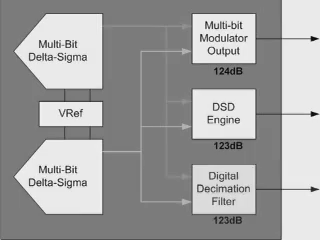 Multi-Bit
Delta-Sigma
VRef
Multi-Bit
Delta-Sigma
Multi-bit
Modulator
Output
124dB
DSD
Engine
123dB
Digital
Decimation
Filter
123dB